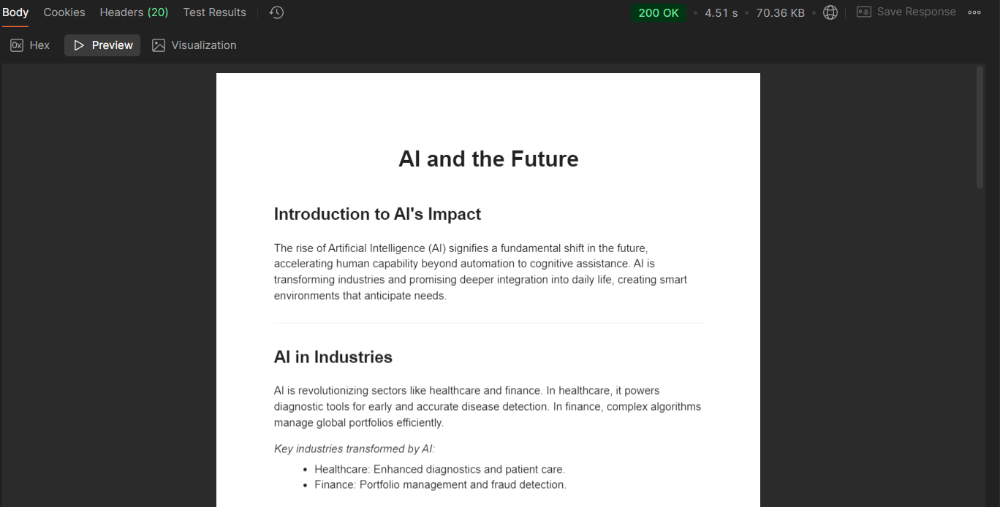 Body Cookies Headers (20) Test Results 200 OK • 4.51 s • 70.36 KB • e.g. Save Response
0x Hex Preview Visualization
AI and the Future
Introduction to AI's Impact
The rise of Artificial Intelligence (AI) signifies a fundamental shift in the future,
accelerating human capability beyond automation to cognitive assistance. AI is
transforming industries and promising deeper integration into daily life, creating smart
environments that anticipate needs.
AI in Industries
AI is revolutionizing sectors like healthcare and finance. In healthcare, it powers
diagnostic tools for early and accurate disease detection. In finance, complex algorithms
manage global portfolios efficiently.
Key industries transformed by AI:
• Healthcare: Enhanced diagnostics and patient care.
• Finance: Portfolio management and fraud detection.